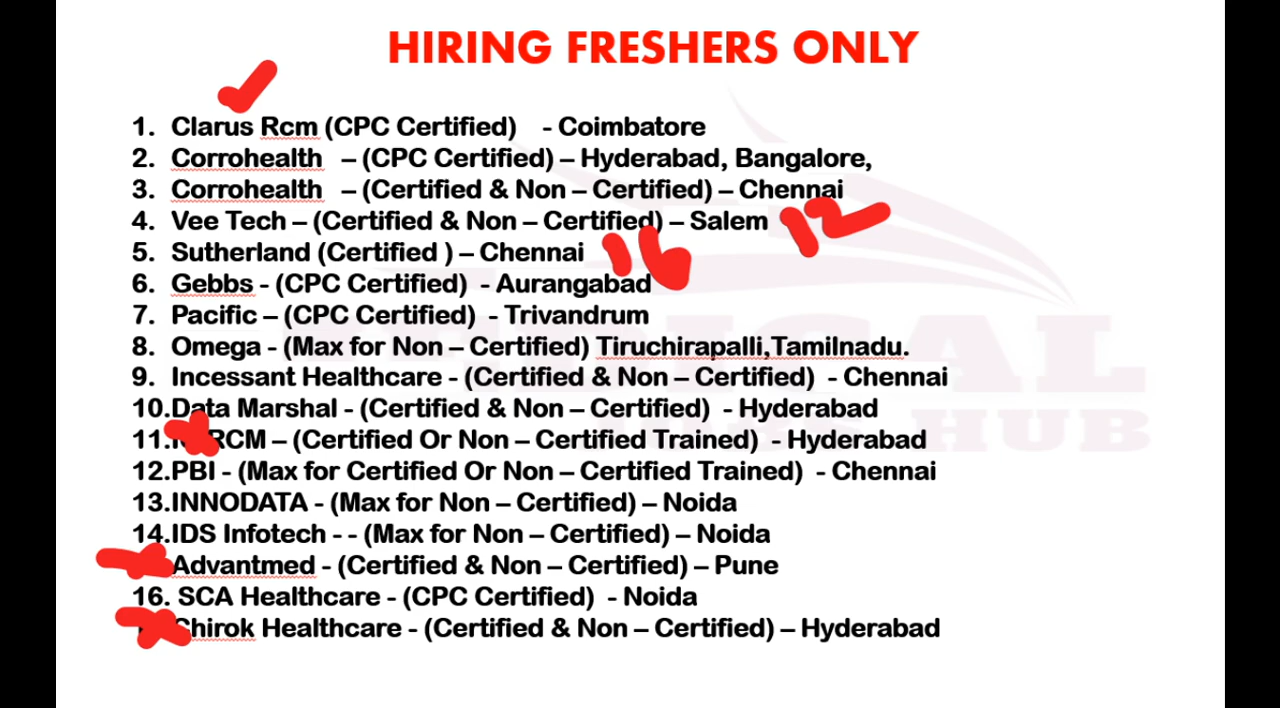 HIRING FRESHERS ONLY
1. Clarus Rcm (CPC Certified) - Coimbatore
2. Corrohealth – (CPC Certified) – Hyderabad, Bangalore,
3. Corrohealth – (Certified & Non – Certified) – Chennai
4. Vee Tech – (Certified & Non – Certified) – Salem 12
5. Sutherland (Certified ) – Chennai 16
6. Gebbs - (CPC Certified) - Aurangabad
7. Pacific – (CPC Certified) - Trivandrum
8. Omega - (Max for Non – Certified) Tiruchirapalli,Tamilnadu.
9. Incessant Healthcare - (Certified & Non – Certified) - Chennai
10.Data Marshal - (Certified & Non – Certified) - Hyderabad
11. RCM – (Certified Or Non – Certified Trained) - Hyderabad
12.PBI - (Max for Certified Or Non – Certified Trained) - Chennai
13.INNODATA - (Max for Non – Certified) – Noida
14.IDS Infotech - - (Max for Non – Certified) – Noida
Advantmed - (Certified & Non – Certified) – Pune
16. SCA Healthcare - (CPC Certified) - Noida
Chirok Healthcare - (Certified & Non – Certified) – Hyderabad